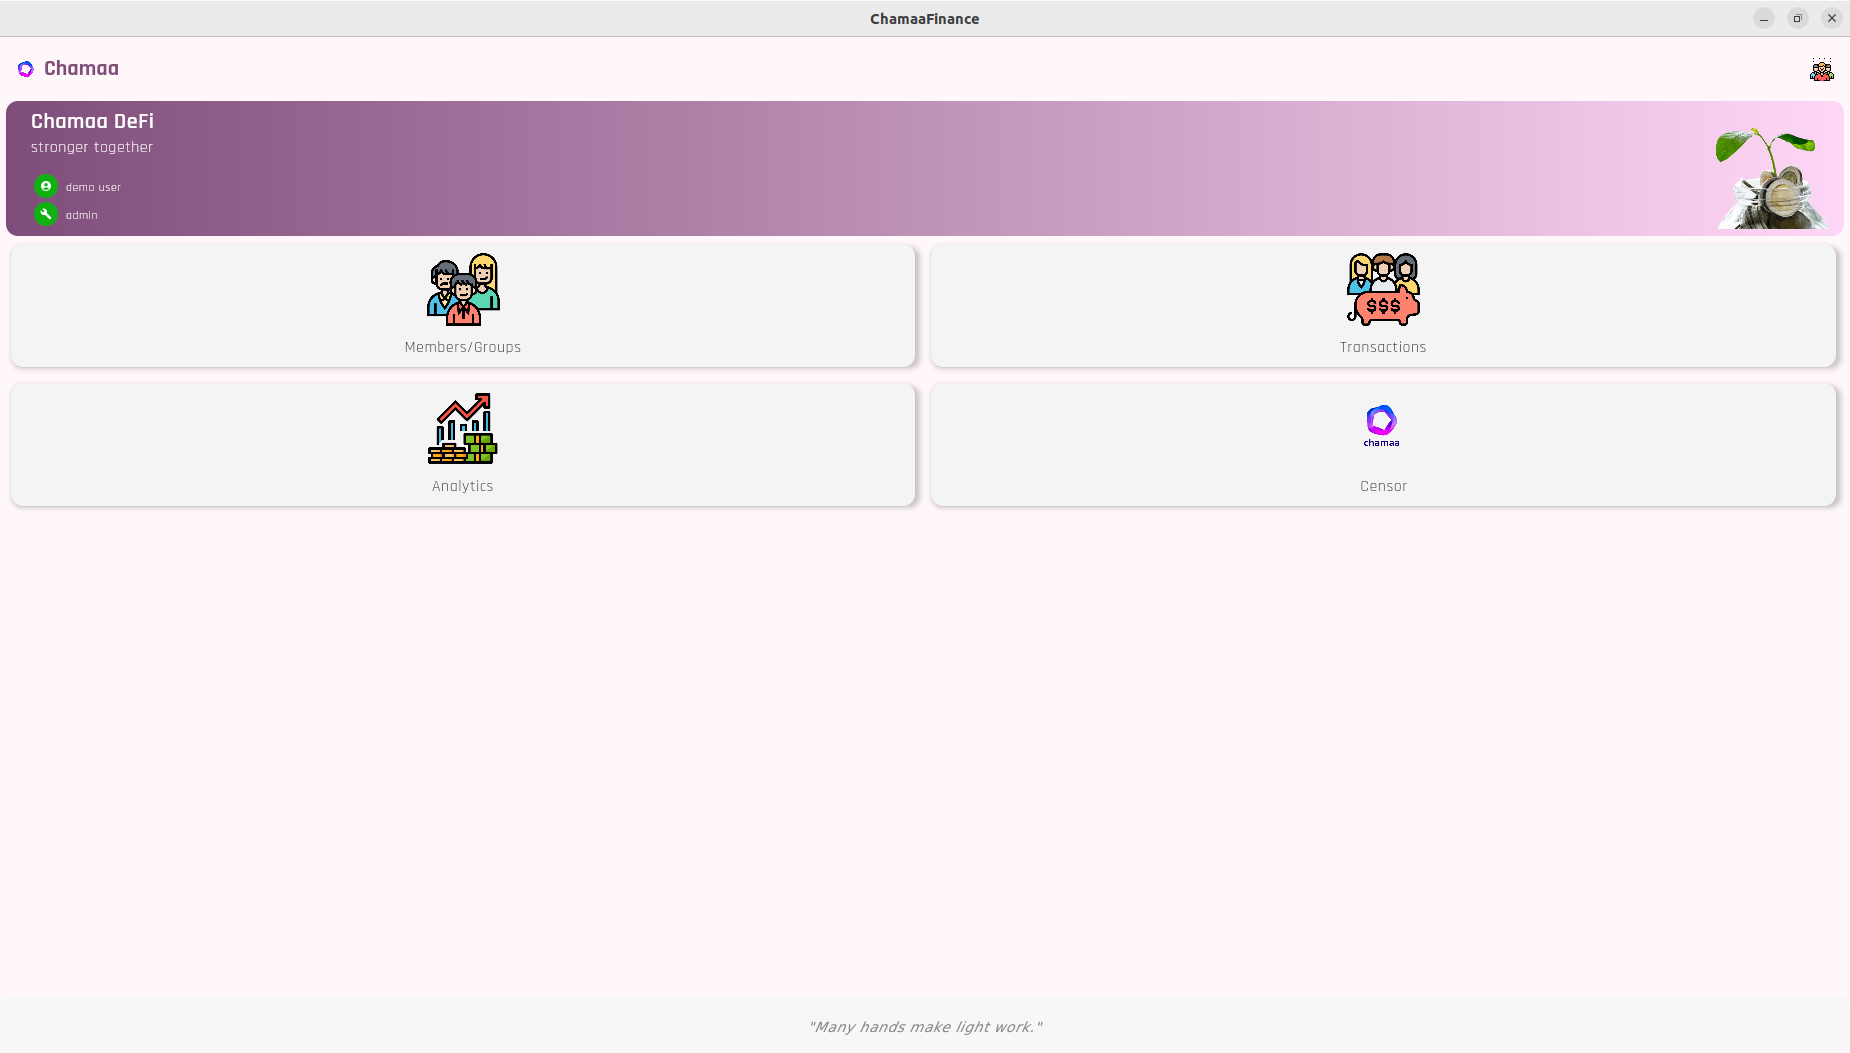 ChamaaFinance
Chamaa
Chamaa DeFi
stronger together
demo user
admin
$$$
Members/Groups
Transactions
chamaa
Analytics
Censor
"Many hands make light work."